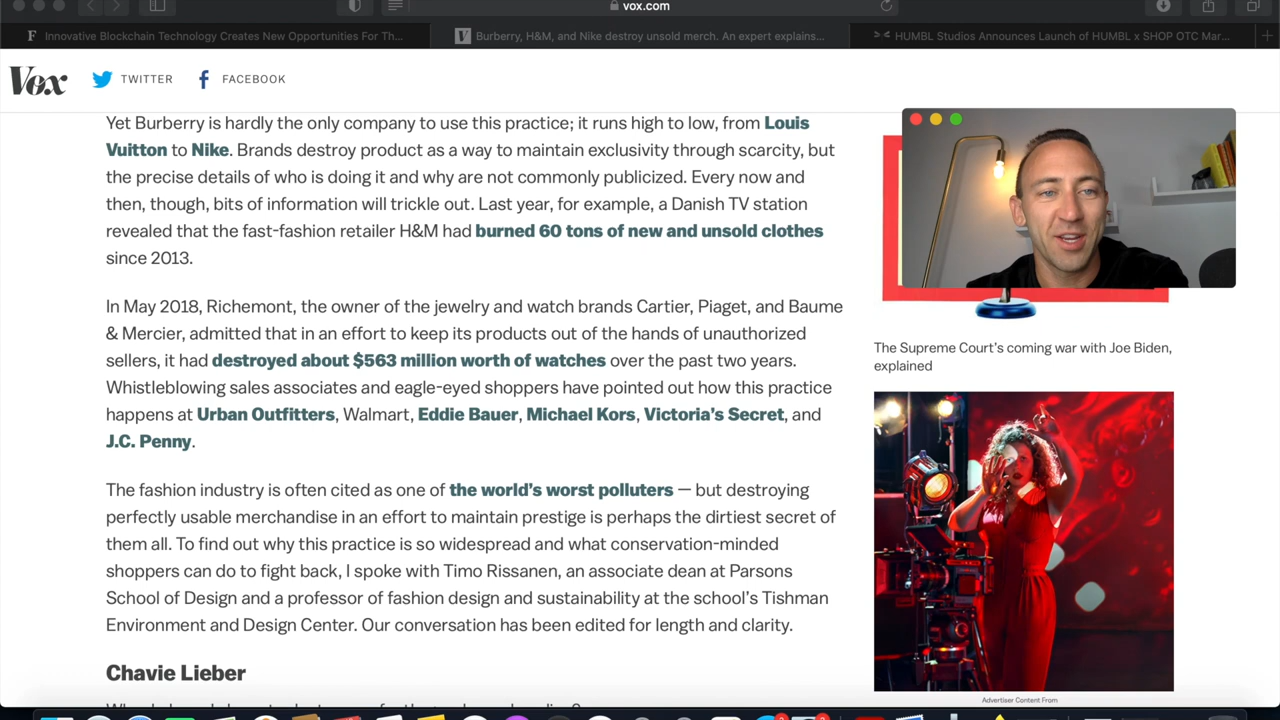 vox.com
Innovative Blockchain Technology Creates New Opportunities For Th...
Burberry, H&M, and Nike destroy unsold merch. An expert explains...
HUMBL Studios Announces Launch of HUMBL x SHOP OTC Mar...
Vox
TWITTER
FACEBOOK
Yet Burberry is hardly the only company to use this practice; it runs high to low, from Louis
Vuitton to Nike. Brands destroy product as a way to maintain exclusivity through scarcity, but
the precise details of who is doing it and why are not commonly publicized. Every now and
then, though, bits of information will trickle out. Last year, for example, a Danish TV station
revealed that the fast-fashion retailer H&M had burned 60 tons of new and unsold clothes
since 2013.
In May 2018, Richemont, the owner of the jewelry and watch brands Cartier, Piaget, and Baume
& Mercier, admitted that in an effort to keep its products out of the hands of unauthorized
sellers, it had destroyed about $563 million worth of watches over the past two years.
Whistleblowing sales associates and eagle-eyed shoppers have pointed out how this practice
happens at Urban Outfitters, Walmart, Eddie Bauer, Michael Kors, Victoria's Secret, and
J.C. Penny.
The fashion industry is often cited as one of the world's worst polluters — but destroying
perfectly usable merchandise in an effort to maintain prestige is perhaps the dirtiest secret of
them all. To find out why this practice is so widespread and what conservation-minded
shoppers can do to fight back, I spoke with Timo Rissanen, an associate dean at Parsons
School of Design and a professor of fashion design and sustainability at the school's Tishman
Environment and Design Center. Our conversation has been edited for length and clarity.
Chavie Lieber
The Supreme Court's coming war with Joe Biden,
explained
Advertiser Content From